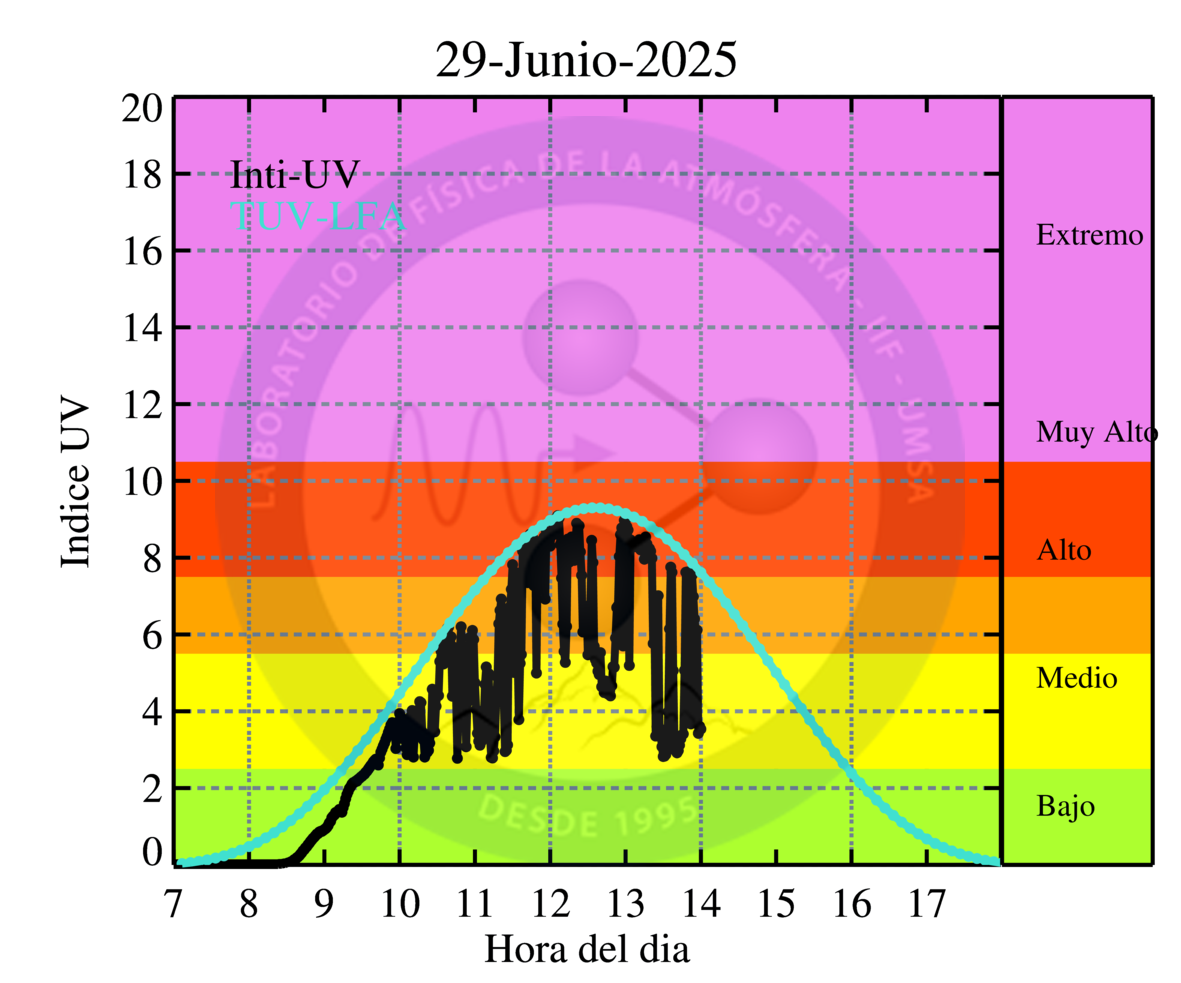 29-Junio-2025
Indice UV
20
18
16
14
12
10
8
6
4
2
0
Inti-UV
TUV-LFA
LABORATORIO DE FÍSICA DE LA ATMÓSFERA - IIF - UMSA
DESDE 1995
Extremo
Muy Alto
Alto
Medio
Bajo
7 8 9 10 11 12 13 14 15 16 17
Hora del dia